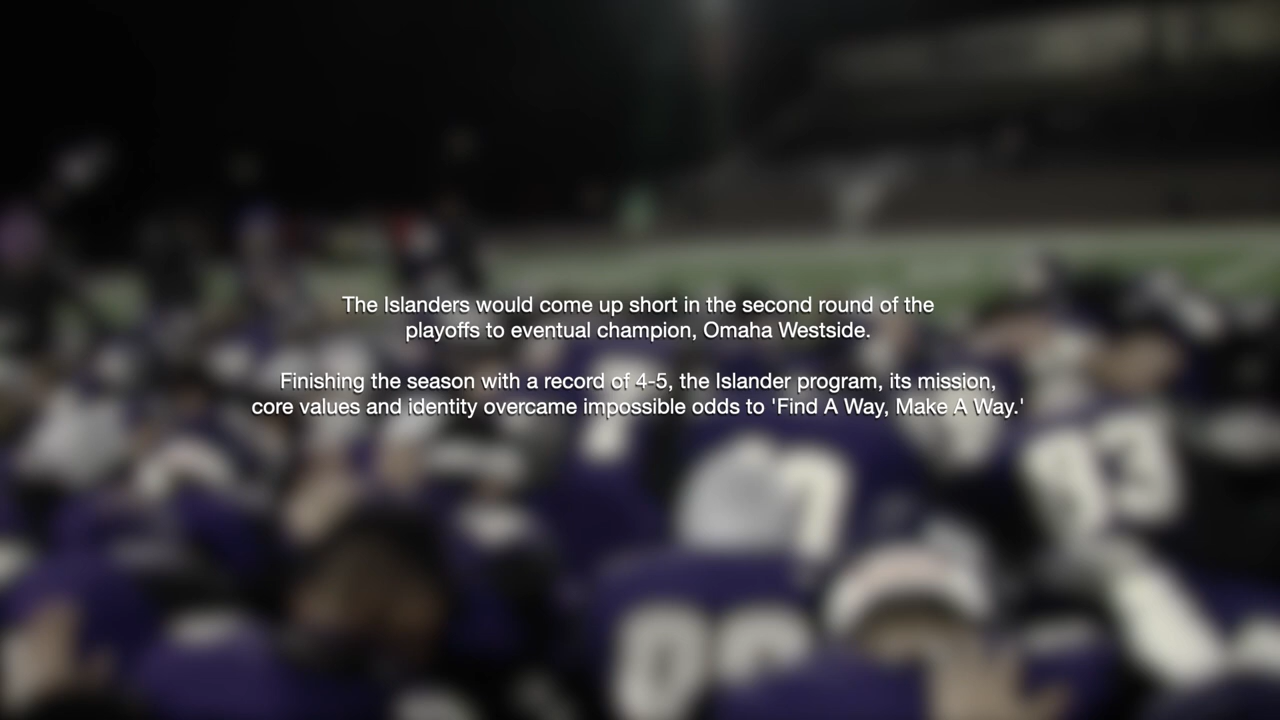 The Islanders would come up short in the second round of the
playoffs to eventual champion, Omaha Westside.
Finishing the season with a record of 4-5, the Islander program, its mission,
core values and identity overcame impossible odds to 'Find A Way, Make A Way.'